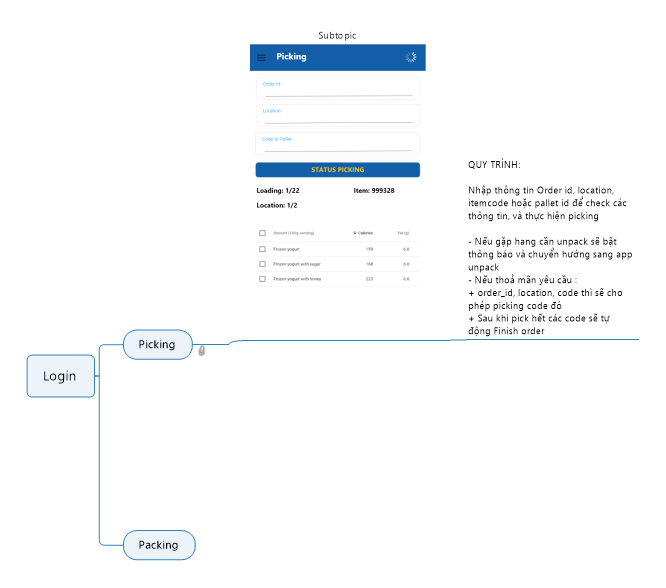 Subtopic
Picking
Order id
Location
Code or Pallet
STATUS PICKING
Loading: 1/22 Item: 999328
Location: 1/2
Dessert (100g serving) Calories Fat (g)
Frozen yogurt 159 6.0
Frozen yogurt with sugar 168 6.0
Frozen yogurt with honey 223 6.0
QUY TRÌNH:
Nhập thông tin Order id, location,
itemcode hoặc pallet id để check các
thông tin, và thực hiện picking
- Nếu gặp hang cần unpack sẽ bật
thông báo và chuyển hướng sang app
unpack
- Nếu thoả mãn yêu cầu :
+ order_id, location, code thì sẽ cho
phép picking code đó
+ Sau khi pick hết các code sẽ tự
động Finish order
Picking
Login
Packing